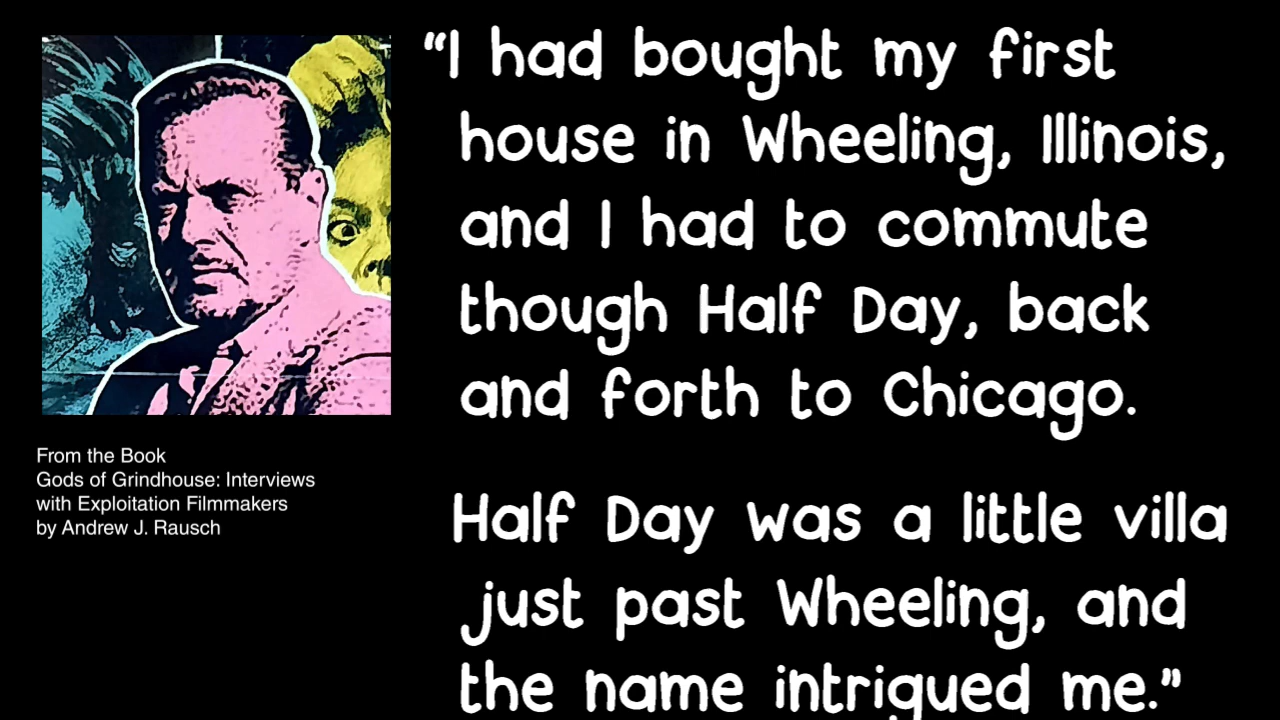 "I had bought my first
house in Wheeling, Illinois,
and I had to commute
though Half Day, back
and forth to Chicago.
Half Day was a little villa
just past Wheeling, and
the name intrigued me."
From the Book
Gods of Grindhouse: Interviews
with Exploitation Filmmakers
by Andrew J. Rausch